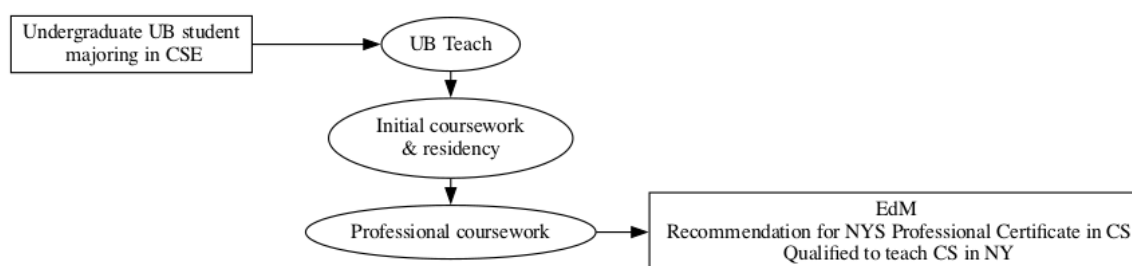 Undergraduate UB student
majoring in CSE
UB Teach
Initial coursework
& residency
Professional coursework
EdM
Recommendation for NYS Professional Certificate in CS
Qualified to teach CS in NY